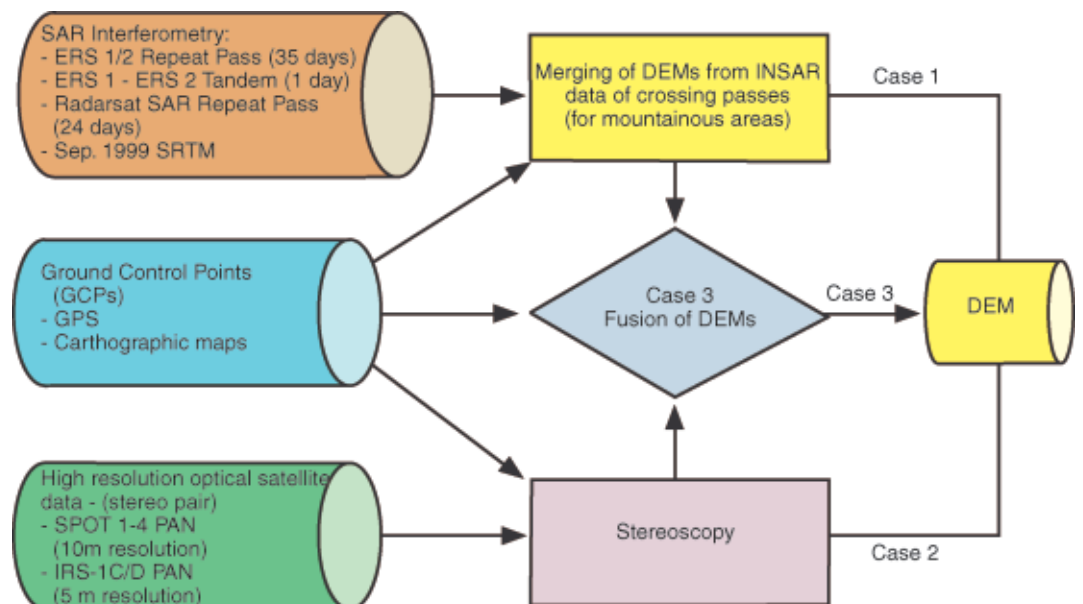 SAR Interferometry:
- ERS 1/2 Repeat Pass (35 days)
- ERS 1 - ERS 2 Tandem (1 day)
- Radarsat SAR Repeat Pass
(24 days)
- Sep. 1999 SRTM
Merging of DEMs from INSAR
data of crossing passes
(for mountainous areas)
Case 1
Ground Control Points
(GCPs)
- GPS
- Carthographic maps
Case 3
Fusion of DEMs
Case 3
DEM
High resolution optical satellite
data - (stereo pair)
- SPOT 1-4 PAN
(10m resolution)
- IRS-1C/D PAN
(5 m resolution)
Stereoscopy
Case 2